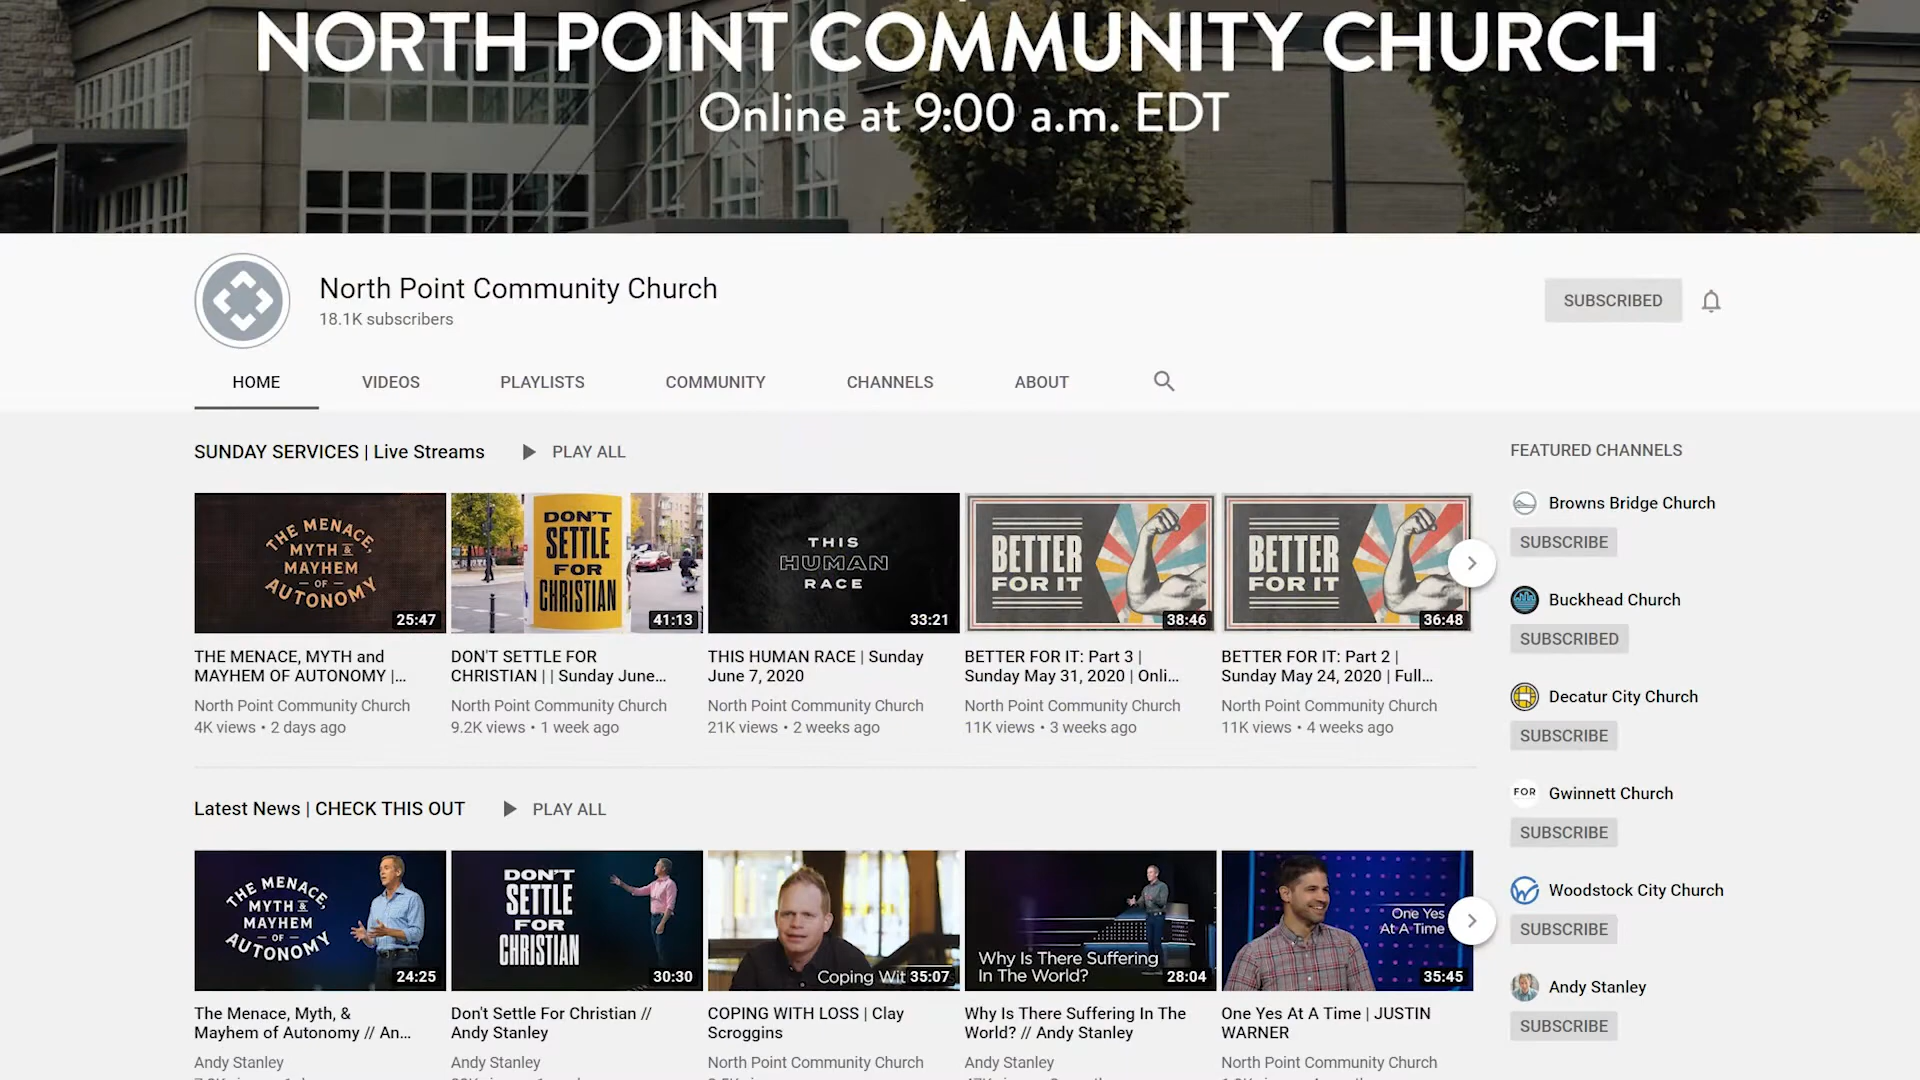 NORTH POINT COMMUNITY CHURCH
Online at 9:00 a.m. EDT
North Point Community Church
18.1K subscribers
SUBSCRIBED
HOME VIDEOS PLAYLISTS COMMUNITY CHANNELS ABOUT
SUNDAY SERVICES | Live Streams PLAY ALL
THE MENACE,
MYTH &
MAYHEM
OF
AUTONOMY
25:47
THE MENACE, MYTH and
MAYHEM OF AUTONOMY |...
North Point Community Church
4K views • 2 days ago
DON'T
SETTLE
FOR
CHRISTIAN
41:13
DON'T SETTLE FOR
CHRISTIAN | | Sunday June...
North Point Community Church
9.2K views • 1 week ago
THIS
HUMAN
RACE
33:21
THIS HUMAN RACE | Sunday
June 7, 2020
North Point Community Church
21K views • 2 weeks ago
BETTER
FOR IT
38:46
BETTER FOR IT: Part 3 |
Sunday May 31, 2020 | Onli...
North Point Community Church
11K views • 3 weeks ago
BETTER
FOR IT
36:48
BETTER FOR IT: Part 2 |
Sunday May 24, 2020 | Full...
North Point Community Church
11K views • 4 weeks ago
Latest News | CHECK THIS OUT PLAY ALL
THE MENACE,
MYTH &
MAYHEM
OF
AUTONOMY
24:25
The Menace, Myth, &
Mayhem of Autonomy // An...
Andy Stanley
DON'T
SETTLE
FOR
CHRISTIAN
30:30
Don't Settle For Christian //
Andy Stanley
Andy Stanley
Coping Wit 35:07
COPING WITH LOSS | Clay
Scroggins
North Point Community Church
Why Is There Suffering
In The World?
28:04
Why Is There Suffering In The
World? // Andy Stanley
Andy Stanley
One Yes
At A Time
35:45
One Yes At A Time | JUSTIN
WARNER
North Point Community Church
FEATURED CHANNELS
Browns Bridge Church
SUBSCRIBE
Buckhead Church
SUBSCRIBED
Decatur City Church
SUBSCRIBE
FOR
Gwinnett Church
SUBSCRIBE
Woodstock City Church
SUBSCRIBE
Andy Stanley
SUBSCRIBE